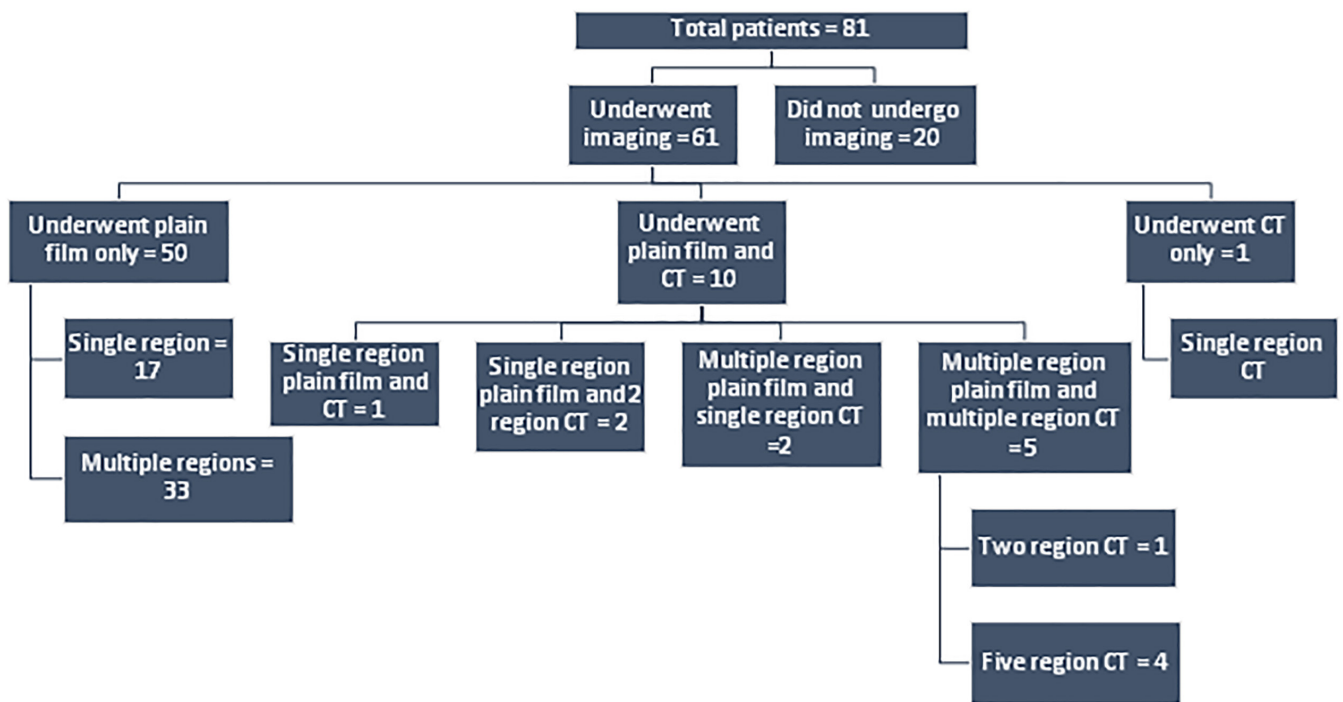 Total patients = 81
Underwent
imaging =61
Did not undergo
imaging =20
Underwent plain
film only = 50
Underwent
plain film and
CT = 10
Underwent CT
only =1
Single region =
17
Multiple regions =
33
Single region
plain film and
CT = 1
Single region
plain film and 2
region CT = 2
Multiple region
plain film and
single region CT
=2
Multiple region
plain film and
multiple region CT
=5
Single region
CT
Two region CT = 1
Five region CT = 4